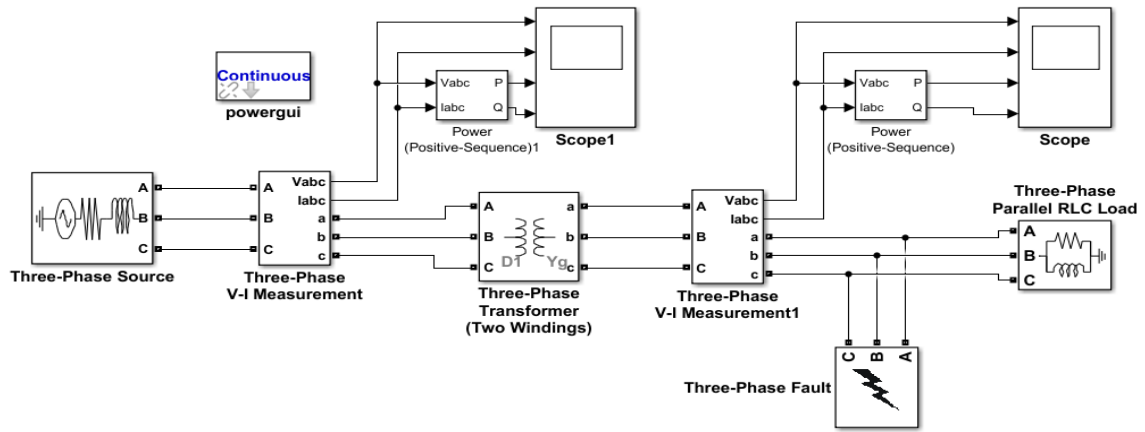 Continuous
powergui
Vabc
Iabc
P
Q
Power
(Positive-Sequence)1
Scope1
Vabc
Iabc
P
Q
Power
(Positive-Sequence)
Scope
A
B
C
Three-Phase Source
A
B
C
Vabc
Iabc
a
b
c
Three-Phase
V-I Measurement
A
B
C
D1
Yg
a
b
c
Three-Phase
Transformer
(Two Windings)
A
B
C
Vabc
Iabc
a
b
c
Three-Phase
V-I Measurement1
Three-Phase
Parallel RLC Load
A
B
C
C
B
A
Three-Phase Fault